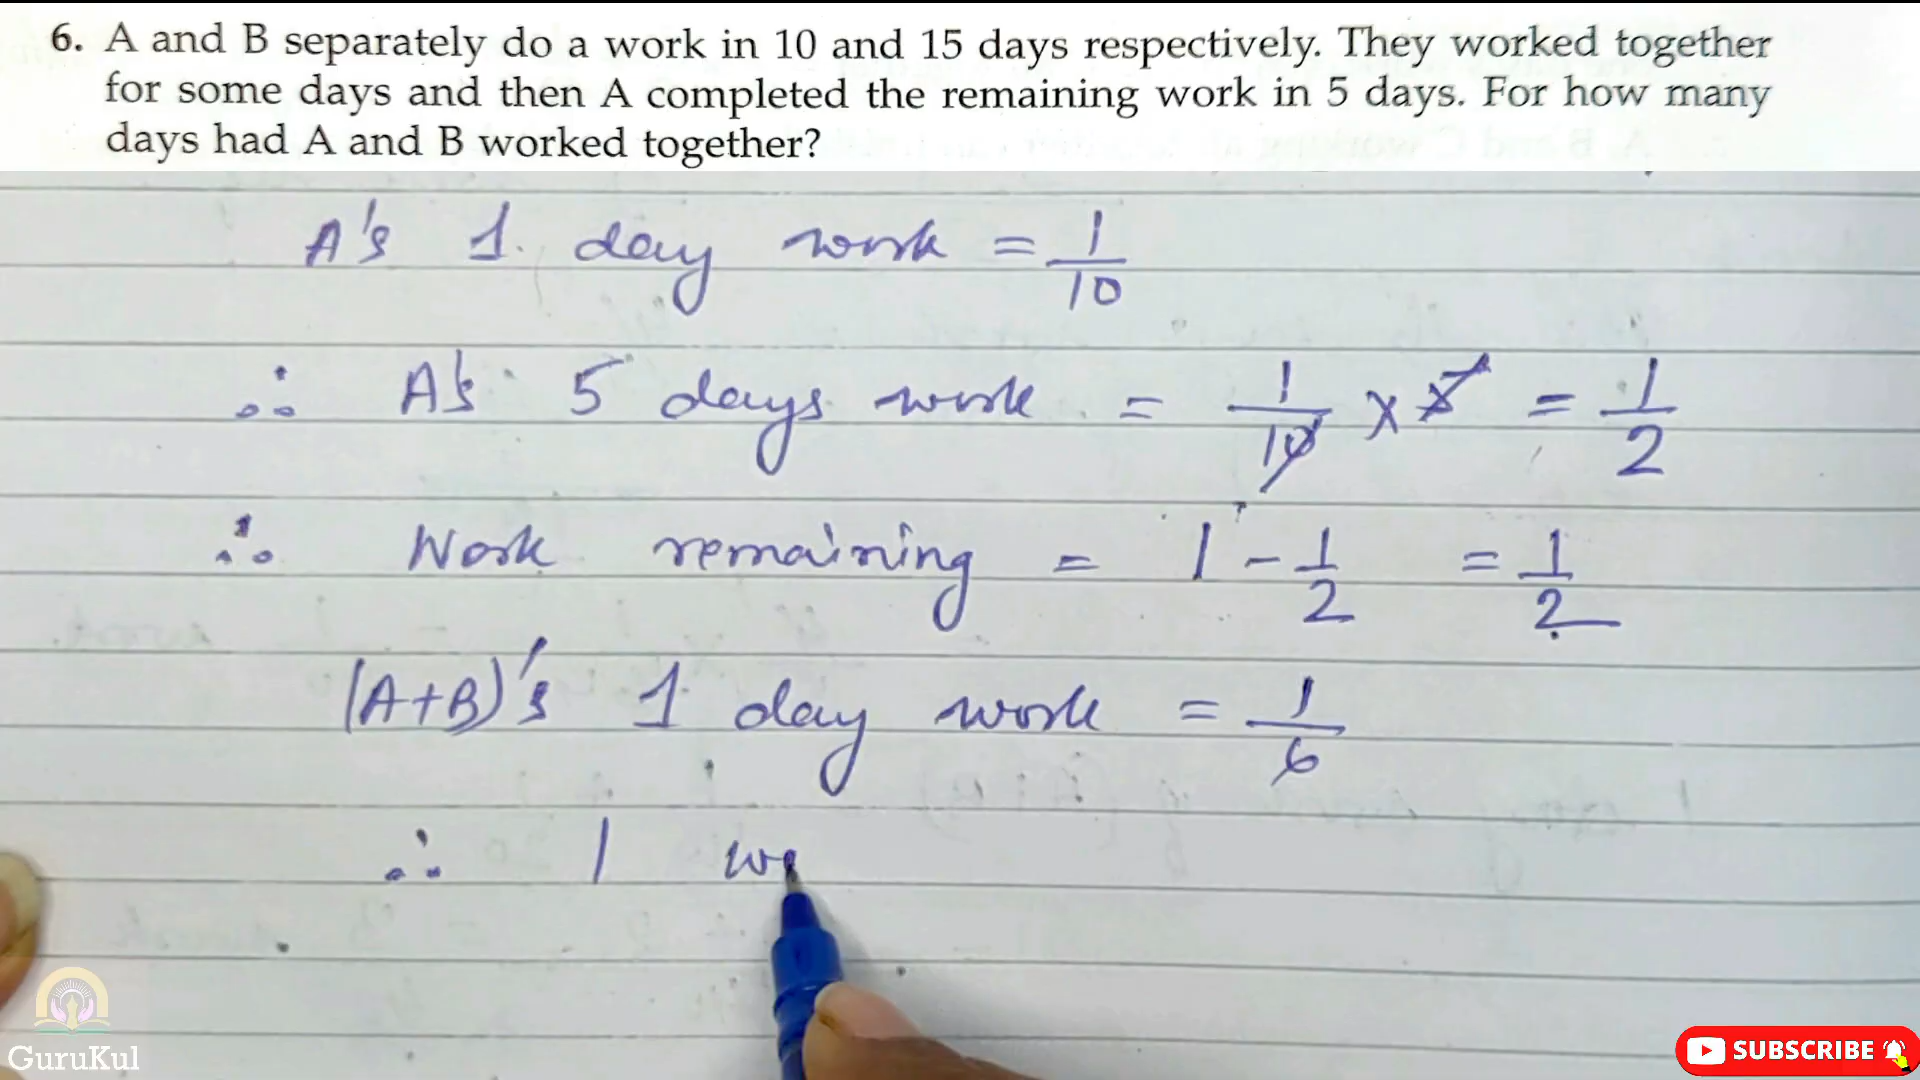 6. A and B separately do a work in 10 and 15 days respectively. They worked together
for some days and then A completed the remaining work in 5 days. For how many
days had A and B worked together?
A's 1 day work = 1/10
∴ A's 5 days work = 1/10 × 5 = 1/2
∴ Work remaining = 1 - 1/2 = 1/2
(A+B)'s 1 day work = 1/6
∴ 1 wo
GuruKul
SUBSCRIBE